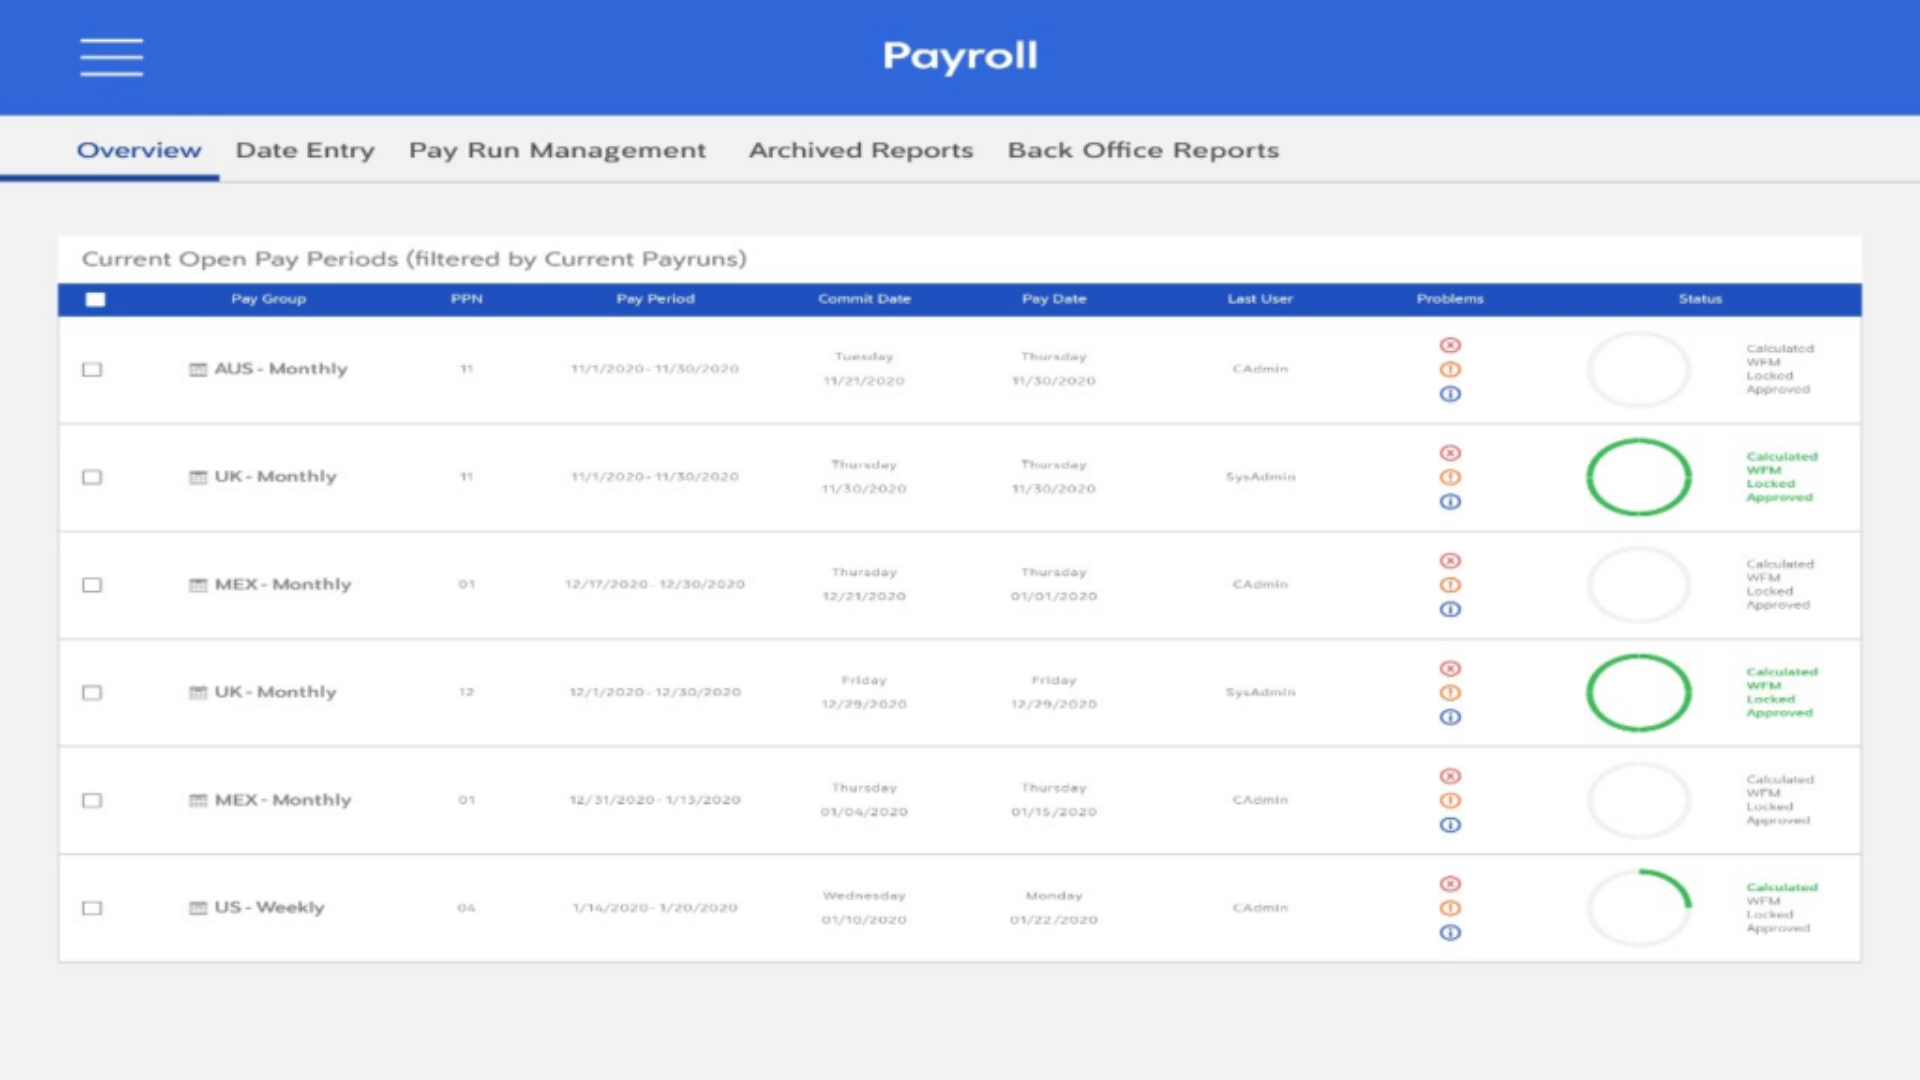 Payroll
Overview Date Entry Pay Run Management Archived Reports Back Office Reports
Current Open Pay Periods (filtered by Current Payruns)
Pay Group PPN Pay Period Commit Date Pay Date Last User Problems Status
AUS - Monthly 11 11/1/2020- 11/30/2020 Tuesday 11/21/2020 Thursday 11/30/2020 CAdmin Calculated WFM Locked Approved
UK - Monthly 11 11/1/2020- 11/30/2020 Thursday 11/30/2020 Thursday 11/30/2020 SysAdmin Calculated WFM Locked Approved
MEX - Monthly 01 12/17/2020 - 12/30/2020 Thursday 12/21/2020 Thursday 01/01/2020 CAdmin Calculated WFM Locked Approved
UK - Monthly 12 12/1/2020- 12/30/2020 Friday 12/29/2020 Friday 12/29/2020 SysAdmin Calculated WFM Locked Approved
MEX - Monthly 01 12/31/2020- 1/13/2020 Thursday 01/04/2020 Thursday 01/15/2020 CAdmin Calculated WFM Locked Approved
US - Weekly 04 1/14/2020- 1/20/2020 Wednesday 01/10/2020 Monday 01/22/2020 CAdmin Calculated WFM Locked Approved